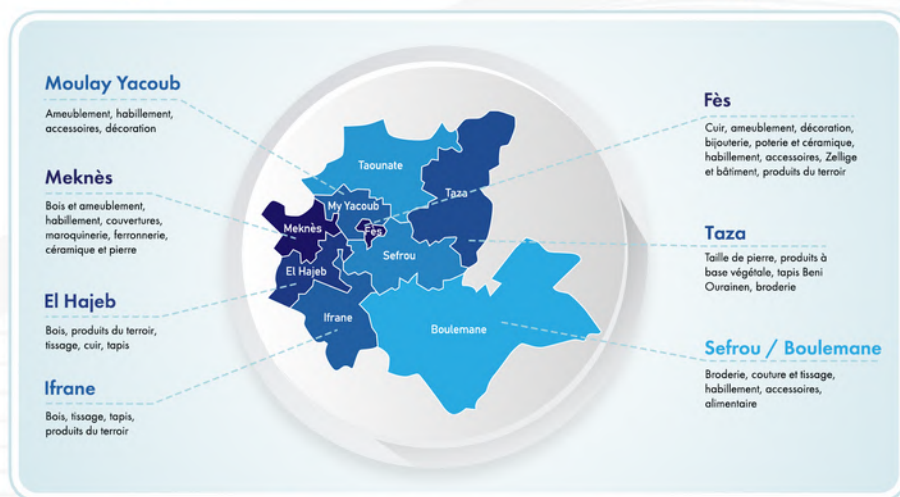 Moulay Yacoub
Ameublement, habillement,
accessoires, décoration
Meknès
Bois et ameublement,
habillement, couvertures,
maroquinerie, ferronnerie,
céramique et pierre
El Hajeb
Bois, produits du terroir,
tissage, cuir, tapis
Ifrane
Bois, tissage, tapis,
produits du terroir
Taounate
Taza
My Yacoub
Meknès
Fès
Sefrou
El Hajeb
Ifrane
Boulemane
Fès
Cuir, ameublement, décoration,
bijouterie, poterie et céramique,
habillement, accessoires, Zellige
et bâtiment, produits du terroir
Taza
Taille de pierre, produits à
base végétale, tapis Beni
Ourainen, broderie
Sefrou / Boulemane
Broderie, couture et tissage,
habillement, accessoires,
alimentaire